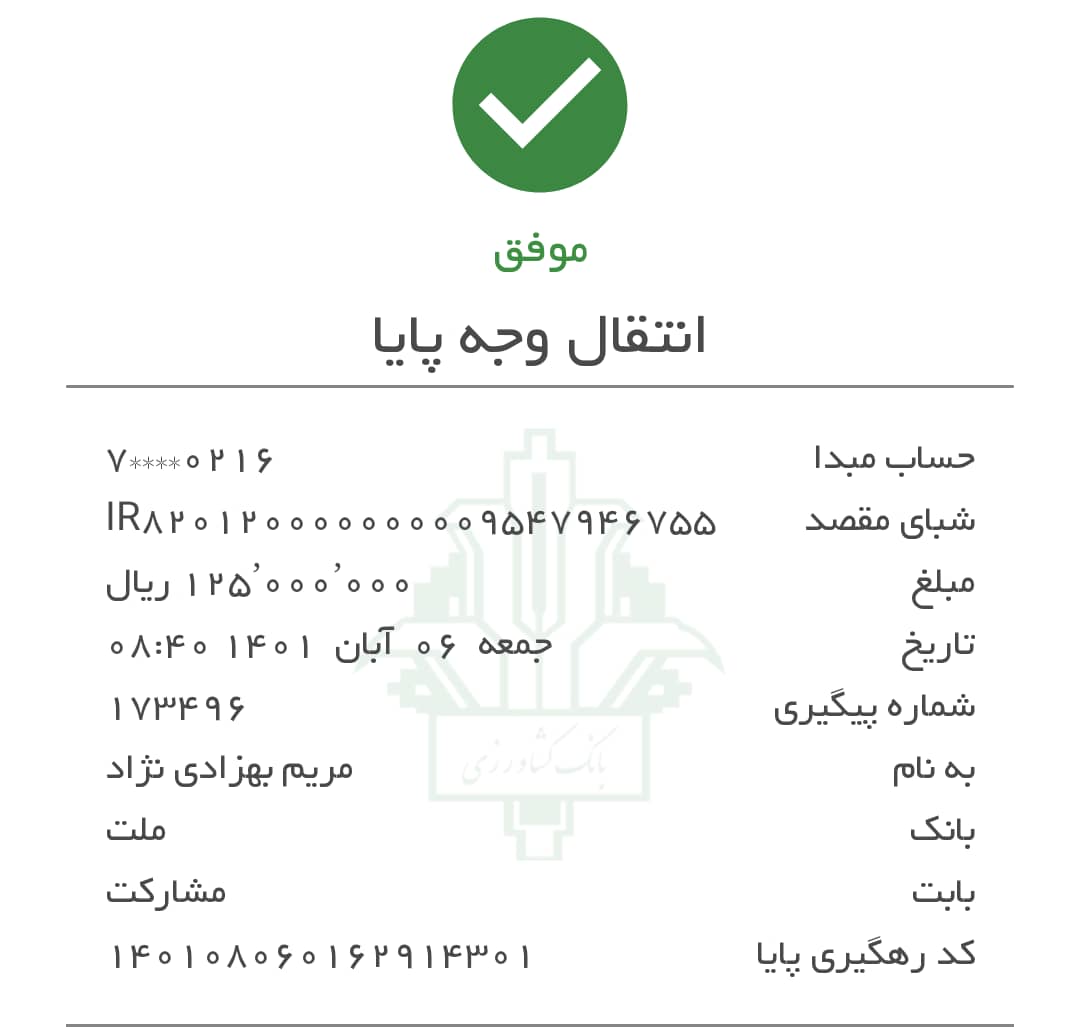 موفق
انتقال وجه پایا
حساب مبدا ۷****۰۲۱۶
شبای مقصد IR۸۲۰۱۲۰۰۰۰۰۰۰۰۰۰۹۵۴۷۹۴۶۷۵۵
مبلغ ۱۲۵٬۰۰۰٬۰۰۰ ریال
تاریخ جمعه ۰۶ آبان ۱۴۰۱ ۰۸:۴۰
شماره پیگیری ۱۷۳۴۹۶
به نام مریم بهزادی نژاد
بانک ملت
بابت مشارکت
کد رهگیری پایا ۱۴۰۱۰۸۰۶۰۱۶۲۹۱۴۳۰۱
بانک کشاورزی